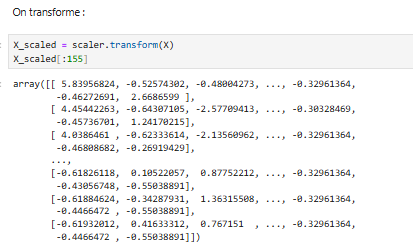 On transforme :
X_scaled = scaler.transform(X)
X_scaled[:155]
array([[ 5.83956824, -0.52574302, -0.48004273, ..., -0.32961364,
-0.46272691, 2.6686599 ],
[ 4.45442263, -0.64307105, -2.57709413, ..., -0.30328469,
-0.45736701, 1.24170215],
[ 4.0386461 , -0.62333614, -2.13560962, ..., -0.32961364,
-0.46808682, -0.26919429],
...,
[-0.61826118, 0.10522057, 0.87752212, ..., -0.32961364,
-0.43056748, -0.55038891],
[-0.61884624, -0.34287931, 1.36315508, ..., -0.32961364,
-0.4466472 , -0.55038891],
[-0.61932012, 0.41633312, 0.767151 , ..., -0.32961364,
-0.4466472 , -0.55038891]])